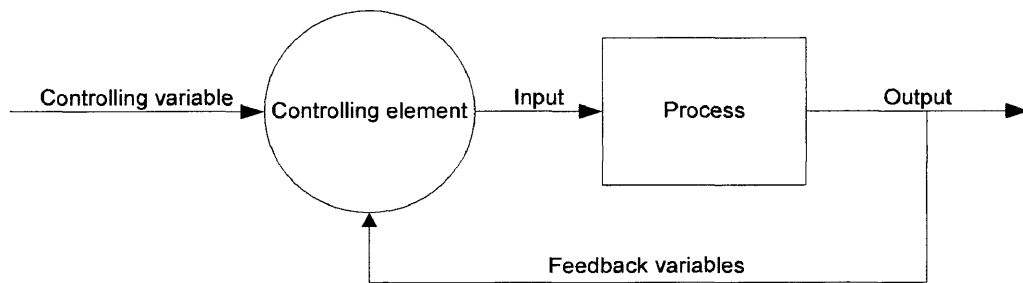 Controlling variable
Controlling element
Input
Process
Output
Feedback variables